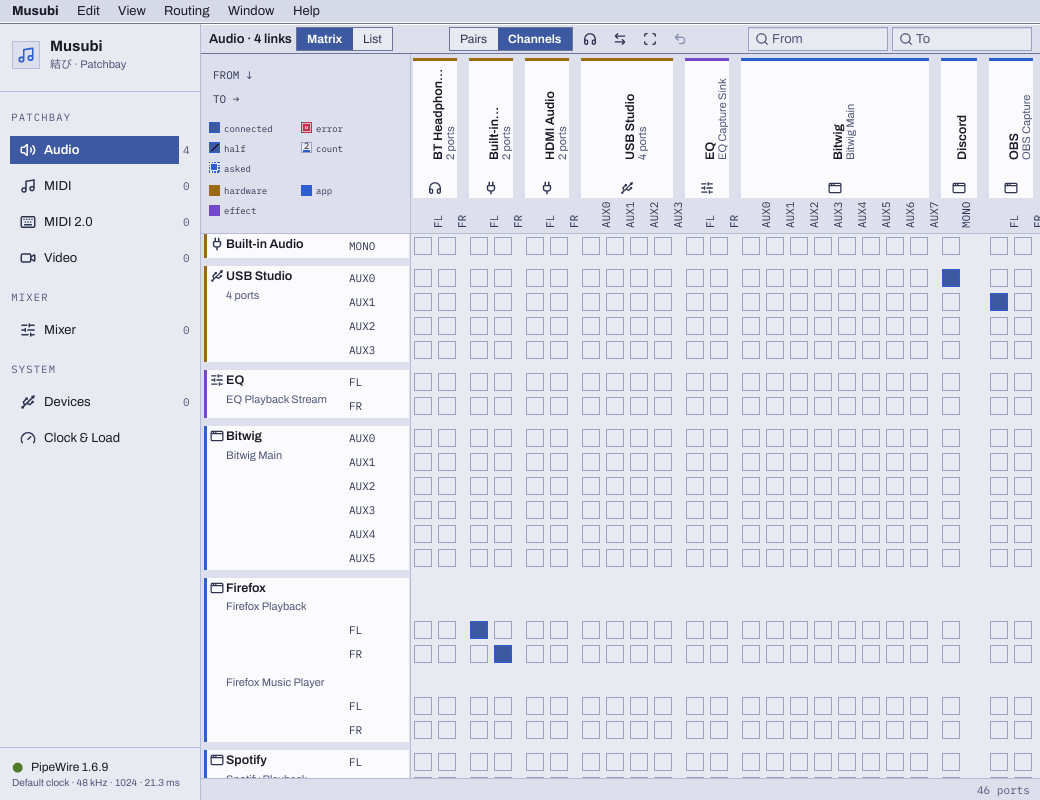 Musubi Edit View Routing Window Help
Musubi
結び · Patchbay
Audio · 4 links Matrix List Pairs Channels From To
PATCHBAY
Audio 4
MIDI 0
MIDI 2.0 0
Video 0
MIXER
Mixer 0
SYSTEM
Devices 0
Clock & Load
PipeWire 1.6.9
Default clock · 48 kHz · 1024 · 21.3 ms
FROM ↓
TO →
connected error
half 2 count
asked
hardware app
effect
BT Headphon…
2 ports
Built-in…
2 ports
HDMI Audio
2 ports
USB Studio
4 ports
EQ
EQ Capture Sink
Bitwig
Bitwig Main
Discord
OBS
OBS Capture
FL FR FL FR FL FR AUX0 AUX1 AUX2 AUX3 FL FR AUX0 AUX1 AUX2 AUX3 AUX4 AUX5 AUX6 AUX7 MONO FL FR
Built-in Audio MONO
USB Studio AUX0
4 ports
AUX1
AUX2
AUX3
EQ FL
EQ Playback Stream
FR
Bitwig AUX0
Bitwig Main
AUX1
AUX2
AUX3
AUX4
AUX5
Firefox
Firefox Playback
FL
FR
Firefox Music Player
FL
FR
Spotify FL
Spotify Playback
46 ports